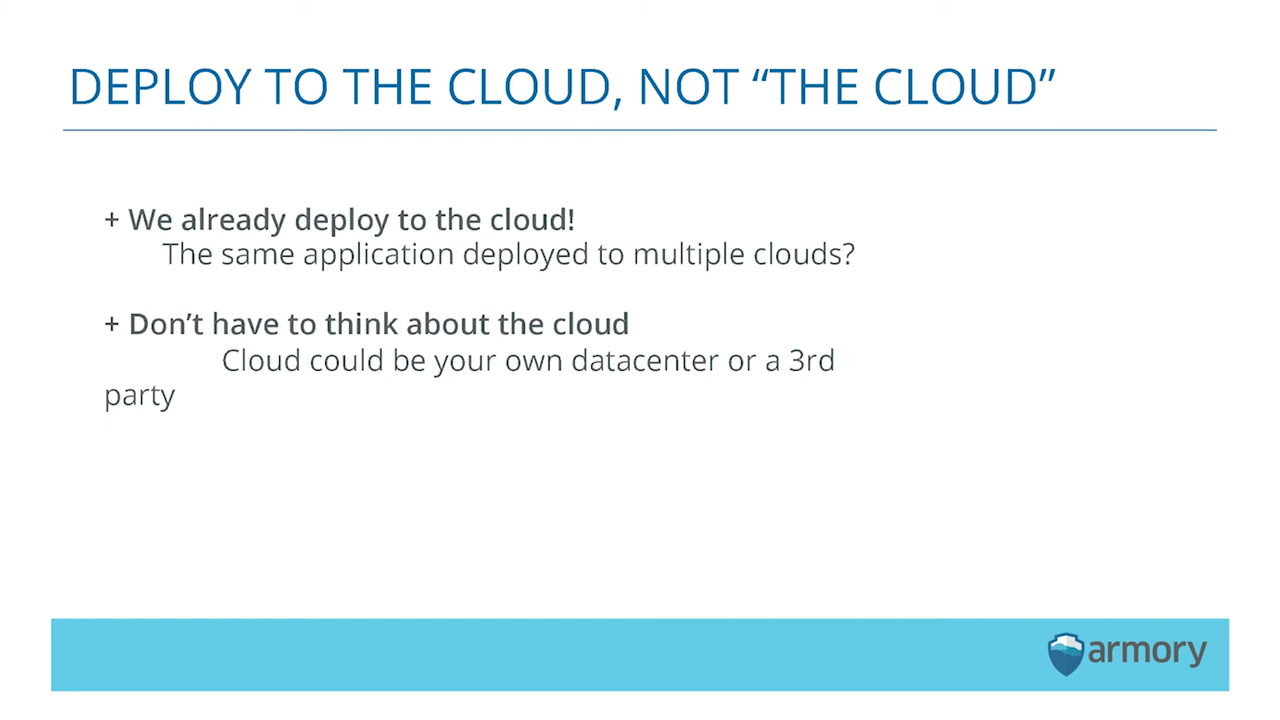 DEPLOY TO THE CLOUD, NOT “THE CLOUD”
+ We already deploy to the cloud!
The same application deployed to multiple clouds?
+ Don’t have to think about the cloud
Cloud could be your own datacenter or a 3rd
party
armory